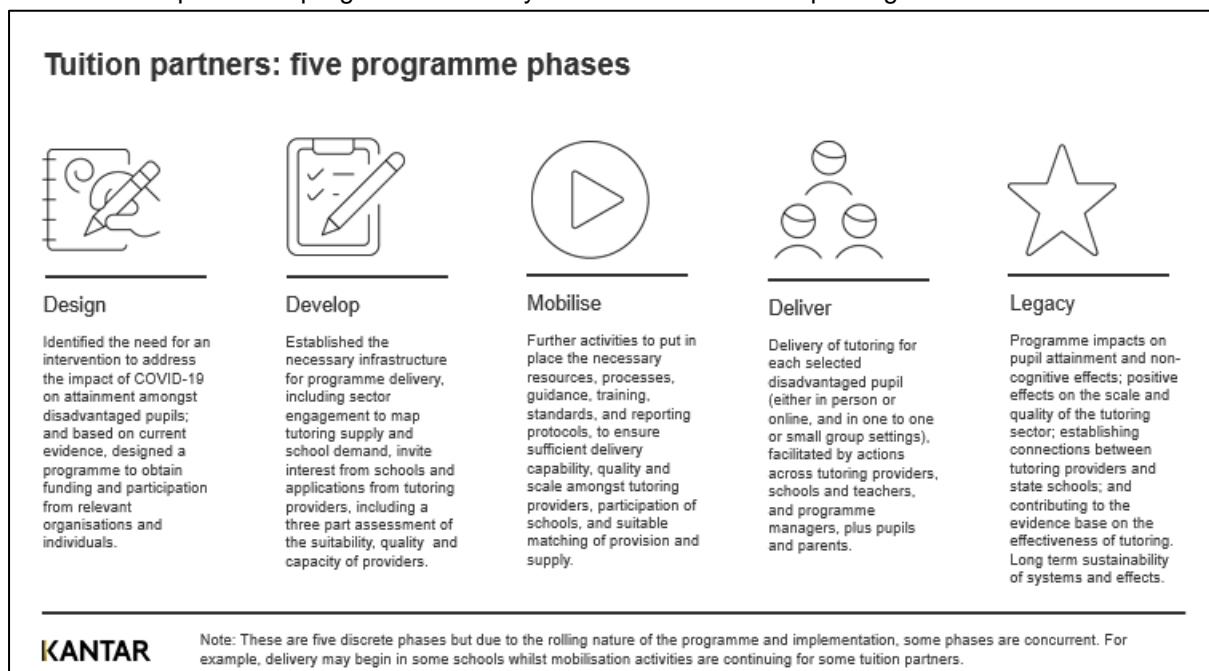 Tuition partners: five programme phases
Design
Identified the need for an
intervention to address
the impact of COVID-19
on attainment amongst
disadvantaged pupils;
and based on current
evidence, designed a
programme to obtain
funding and participation
from relevant
organisations and
individuals.
Develop
Established the
necessary infrastructure
for programme delivery,
including sector
engagement to map
tutoring supply and
school demand, invite
interest from schools and
applications from tutoring
providers, including a
three part assessment of
the suitability, quality and
capacity of providers.
Mobilise
Further activities to put in
place the necessary
resources, processes,
guidance, training,
standards, and reporting
protocols, to ensure
sufficient delivery
capability, quality and
scale amongst tutoring
providers, participation of
schools, and suitable
matching of provision and
supply.
Deliver
Delivery of tutoring for
each selected
disadvantaged pupil
(either in person or
online, and in one to one
or small group settings),
facilitated by actions
across tutoring providers,
schools and teachers,
and programme
managers, plus pupils
and parents.
Legacy
Programme impacts on
pupil attainment and non-
cognitive effects; positive
effects on the scale and
quality of the tutoring
sector; establishing
connections between
tutoring providers and
state schools; and
contributing to the
evidence base on the
effectiveness of tutoring.
Long term sustainability
of systems and effects.
KANTAR
Note: These are five discrete phases but due to the rolling nature of the programme and implementation, some phases are concurrent. For
example, delivery may begin in some schools whilst mobilisation activities are continuing for some tuition partners.